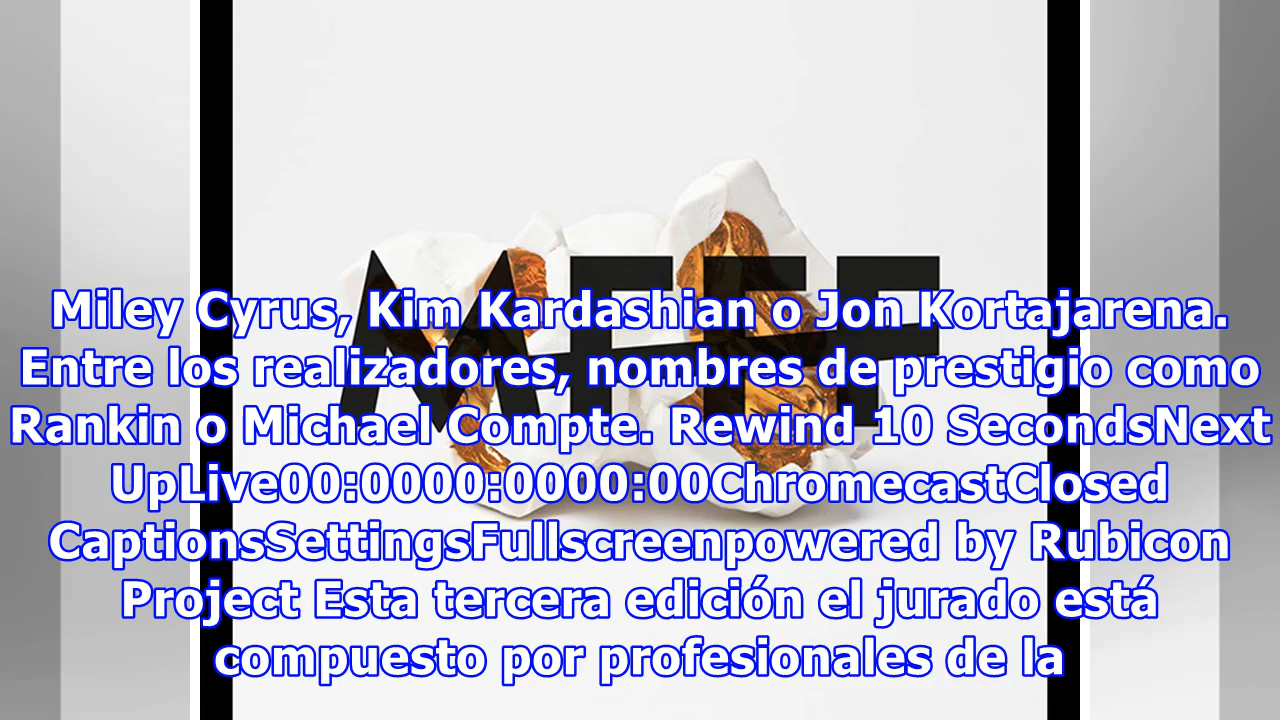 MFFF
Miley Cyrus, Kim Kardashian o Jon Kortajarena.
Entre los realizadores, nombres de prestigio como
Rankin o Michael Compte. Rewind 10 SecondsNext
UpLive00:0000:0000:00ChromecastClosed
CaptionsSettingsFullscreenpowered by Rubicon
Project Esta tercera edición el jurado está
compuesto por profesionales de la